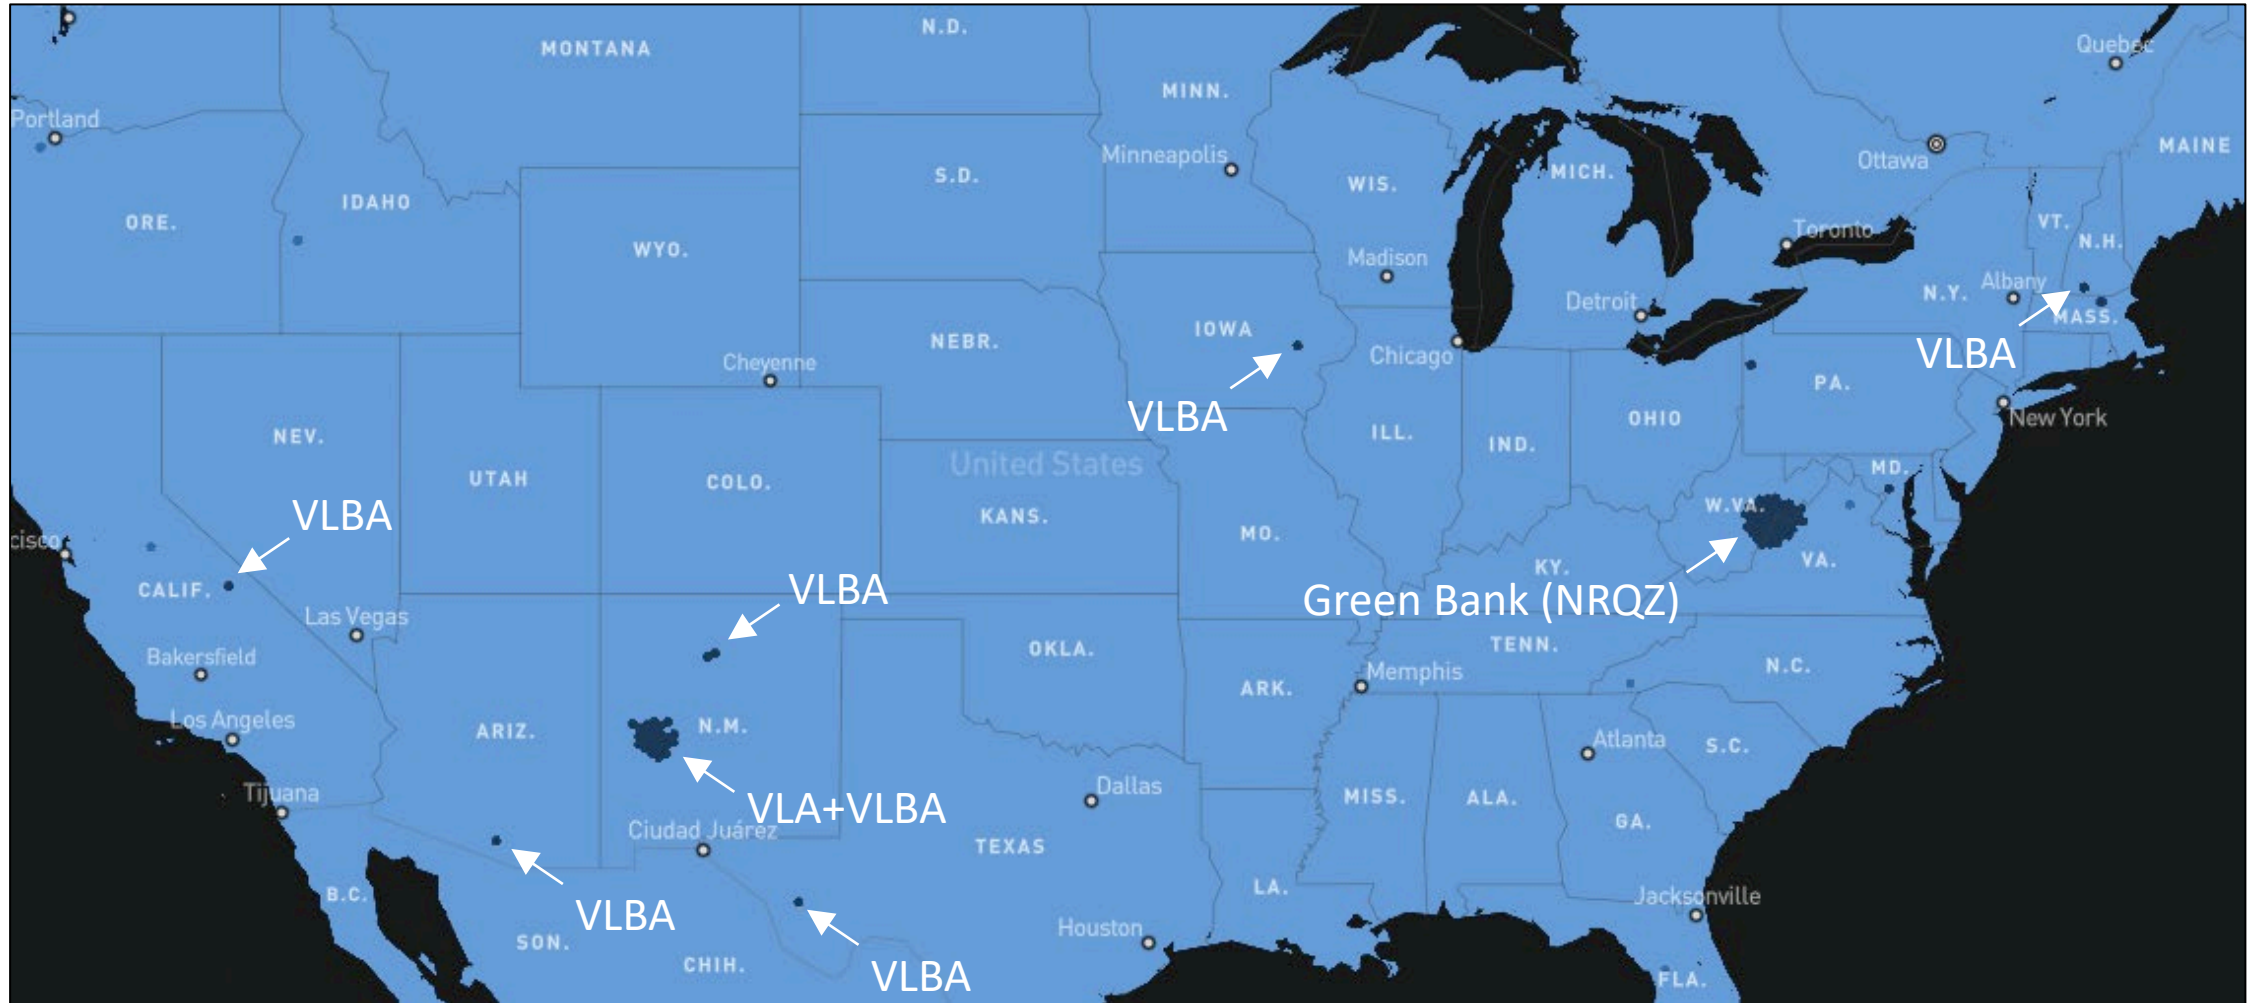 N.D.
MONTANA
Quebec
MINN.
Portland
MAINE
Minneapolis
Ottawa
S.D.
WIS.
MICH.
IDAHO
ORE.
VT.
Toronto
N.H.
WYO.
Madison
Albany
N.Y.
Detroit
MASS.
IOWA
NEBR.
Chicago
VLBA
Cheyenne
PA.
VLBA
New York
OHIO
ILL.
NEV.
IND.
United States
MD.
UTAH
COLO.
W.VA.
VLBA
KANS.
MO.
cisco
VA.
KY.
CALIF.
VLBA
Green Bank (NRQZ)
Las Vegas
TENN.
OKLA.
Bakersfield
N.C.
Memphis
ARK.
Los Angeles
N.M.
ARIZ.
Atlanta
S.C.
Dallas
Tijuana
MISS.
ALA.
VLA+VLBA
GA.
Ciudad Juárez
TEXAS
LA.
B.C.
Jacksonville
VLBA
Houston
SON.
CHIH.
VLBA
FLA.